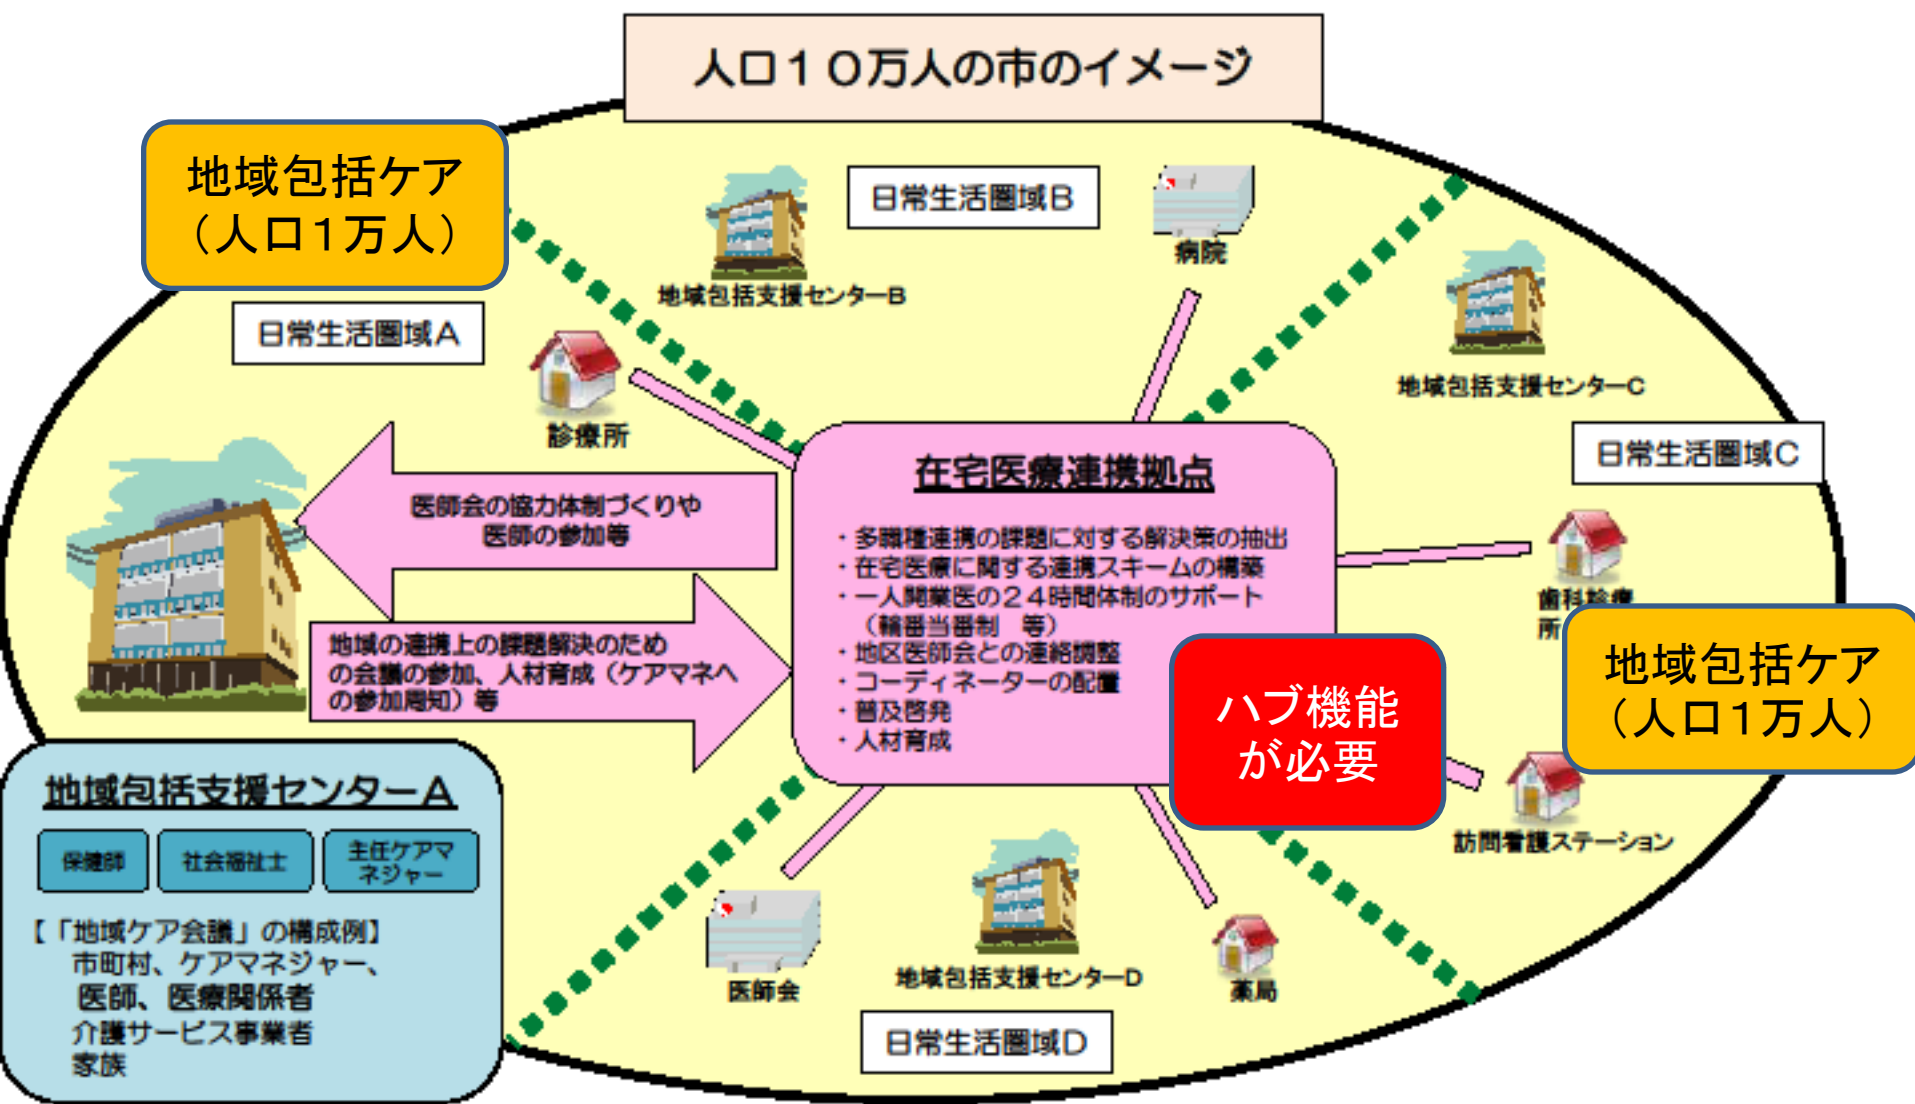 人口１０万人の市のイメージ
地域包括ケア
（人口1万人）
日常生活圏域Ｂ
病院
地域包括支援センターＢ
日常生活圏域Ａ
診療所
地域包括支援センターＣ
日常生活圏域Ｃ
医師会の協力体制づくりや
医師の参加等
地域の連携上の課題解決のため
の会議の参加、人材育成（ケアマネへ
の参加周知）等
在宅医療連携拠点
・多職種連携の課題に対する解決策の抽出
・在宅医療に関する連携スキームの構築
・一人開業医の２４時間体制のサポート
（輪番当番制　等）
・地区医師会との連絡調整
・コーディネーターの配置
・普及啓発
・人材育成
ハブ機能
が必要
歯科診療
所
地域包括ケア
（人口1万人）
訪問看護ステーション
地域包括支援センターＡ
保健師
社会福祉士
主任ケアマ
ネジャー
【「地域ケア会議」の構成例】
市町村、ケアマネジャー、
医師、医療関係者
介護サービス事業者
家族
医師会
地域包括支援センターＤ
薬局
日常生活圏域Ｄ